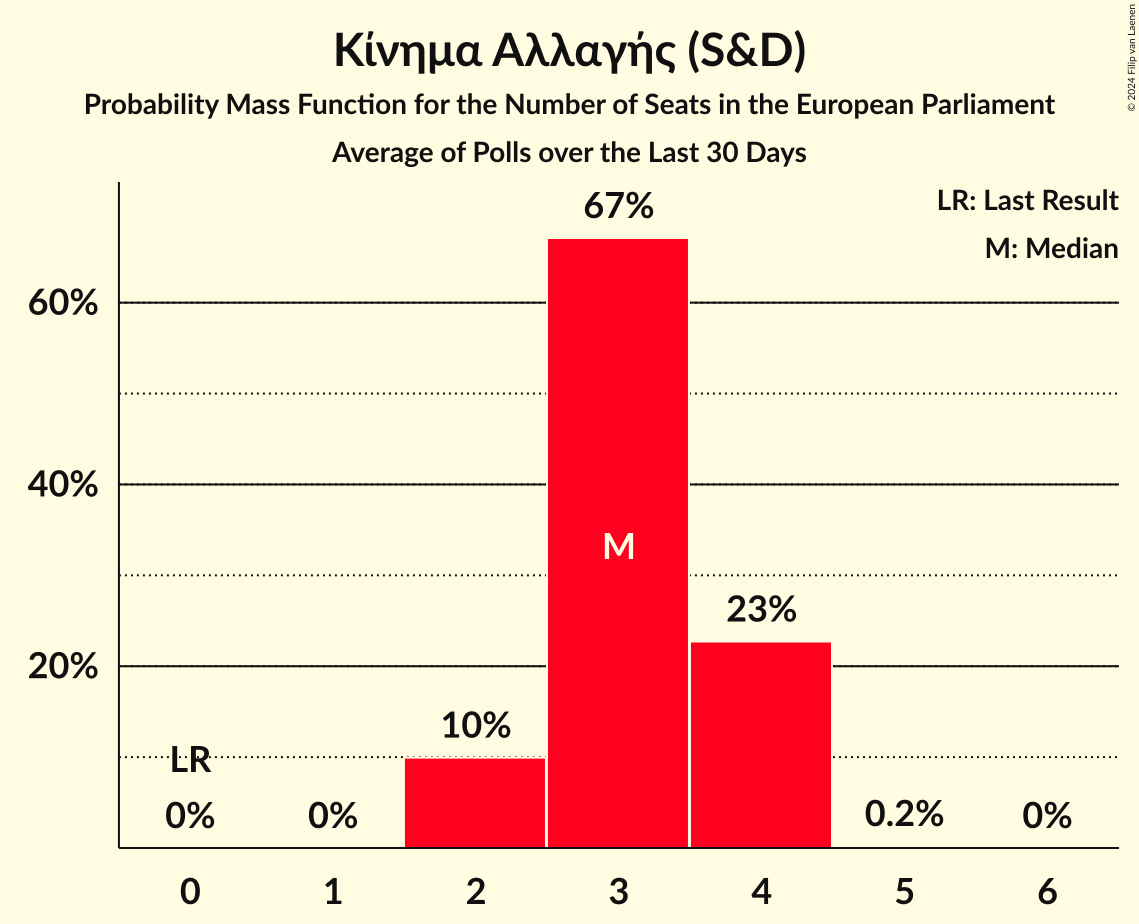 Κίνημα Αλλαγής (S&D)
Probability Mass Function for the Number of Seats in the European Parliament
Average of Polls over the Last 30 Days
© 2024 Filip van Laenen
LR: Last Result
M: Median
67%
60%
40%
M
23%
20%
10%
LR
0%
0%
0.2%
0%
0 1 2 3 4 5 6